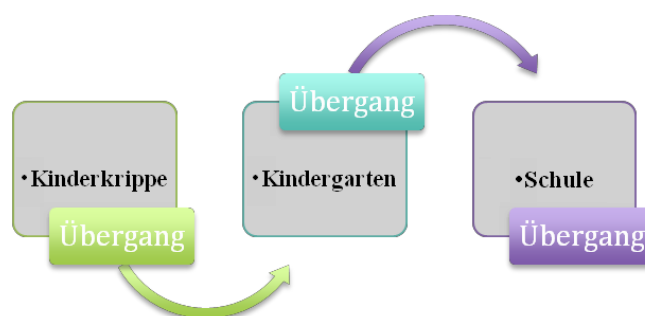 •Kinderkrippe
Übergang
Übergang
•Kindergarten
•Schule
Übergang